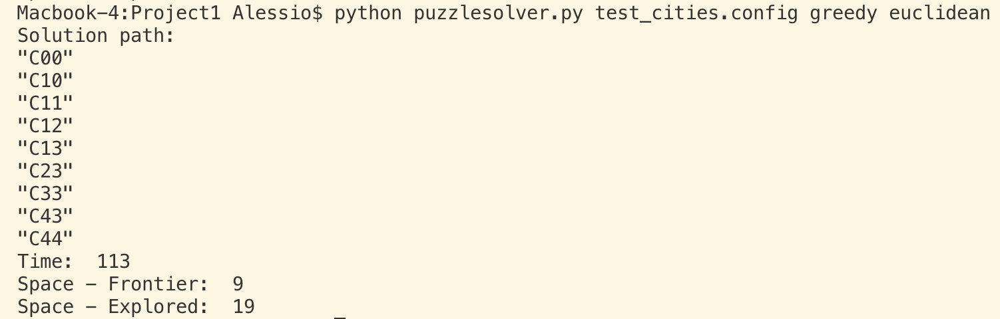 Macbook-4:Project1 Alessio$ python puzzlesolver.py test_cities.config greedy euclidean
Solution path:
"C00"
"C10"
"C11"
"C12"
"C13"
"C23"
"C33"
"C43"
"C44"
Time:  113
Space - Frontier:  9
Space - Explored:  19